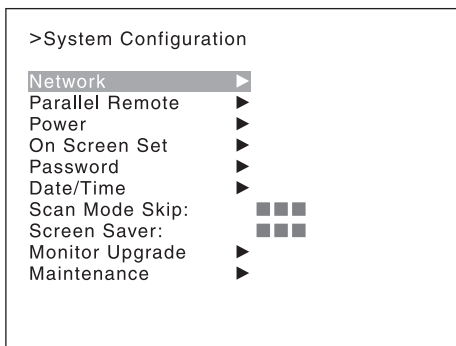 >System Configuration
Network ▶
Parallel Remote ▶
Power ▶
On Screen Set ▶
Password ▶
Date/Time ▶
Scan Mode Skip: ■■■
Screen Saver: ■■■
Monitor Upgrade ▶
Maintenance ▶